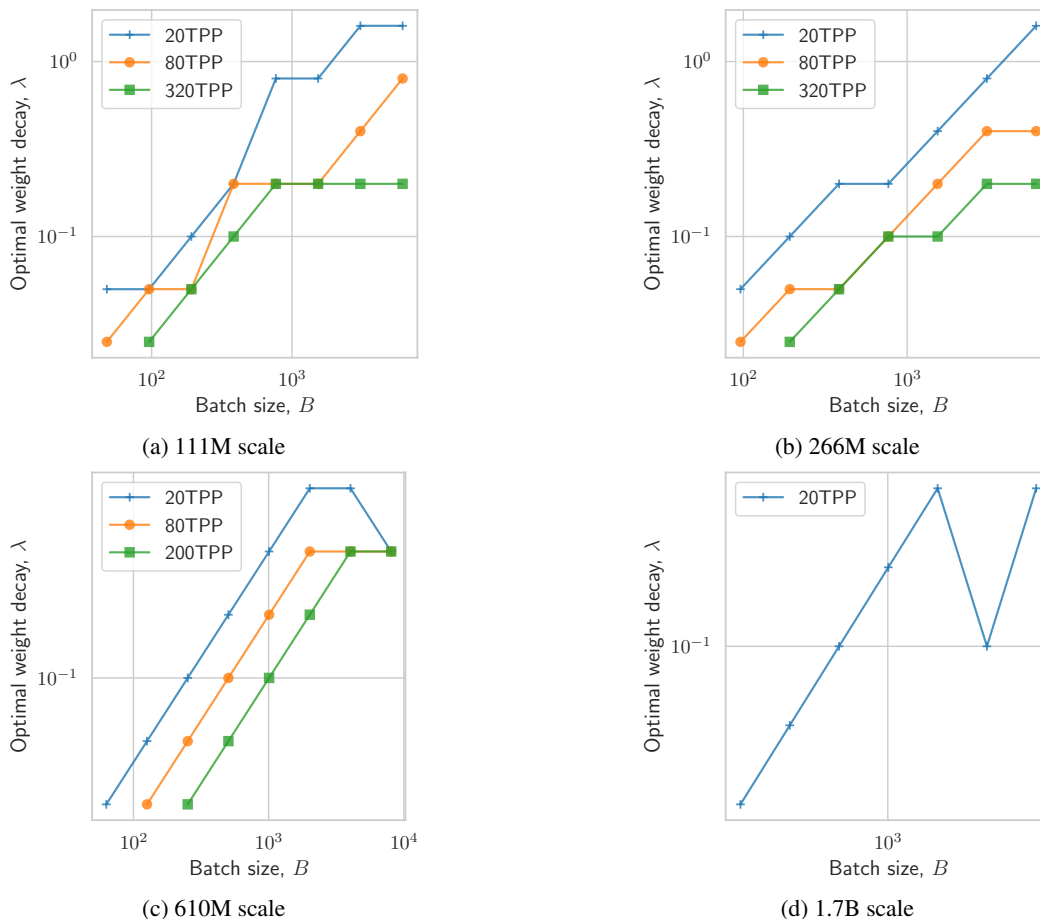 20TPP
80TPP
320TPP
10^0
10^-1
Optimal weight decay, λ
10^2
10^3
Batch size, B
(a) 111M scale
20TPP
80TPP
320TPP
10^0
10^-1
Optimal weight decay, λ
10^2
10^3
Batch size, B
(b) 266M scale
20TPP
80TPP
200TPP
10^-1
Optimal weight decay, λ
10^2
10^3
10^4
Batch size, B
(c) 610M scale
20TPP
10^-1
Optimal weight decay, λ
10^3
Batch size, B
(d) 1.7B scale